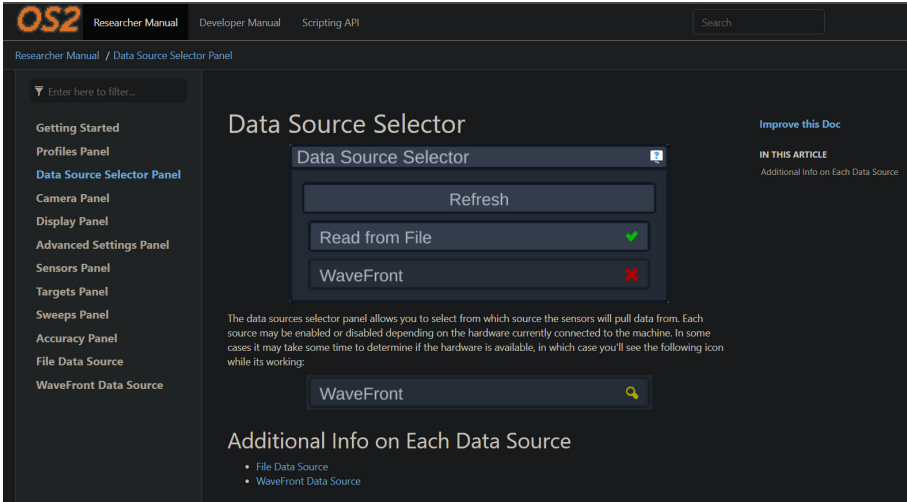 OS2 Researcher Manual Developer Manual Scripting API Search
Researcher Manual / Data Source Selector Panel
Enter here to filter...
Getting Started
Profiles Panel
Data Source Selector Panel
Camera Panel
Display Panel
Advanced Settings Panel
Sensors Panel
Targets Panel
Sweeps Panel
Accuracy Panel
File Data Source
WaveFront Data Source
Data Source Selector
Data Source Selector ?
Refresh
Read from File
WaveFront
The data sources selector panel allows you to select from which source the sensors will pull data from. Each
source may be enabled or disabled depending on the hardware currently connected to the machine. In some
cases it may take some time to determine if the hardware is available, in which case you'll see the following icon
while its working:
WaveFront
Additional Info on Each Data Source
• File Data Source
• WaveFront Data Source
Improve this Doc
IN THIS ARTICLE
Additional Info on Each Data Source